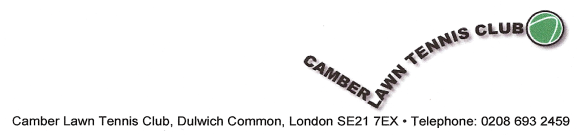 CAMBER LAWN TENNIS CLUB
Camber Lawn Tennis Club, Dulwich Common, London SE21 7EX • Telephone: 0208 693 2459